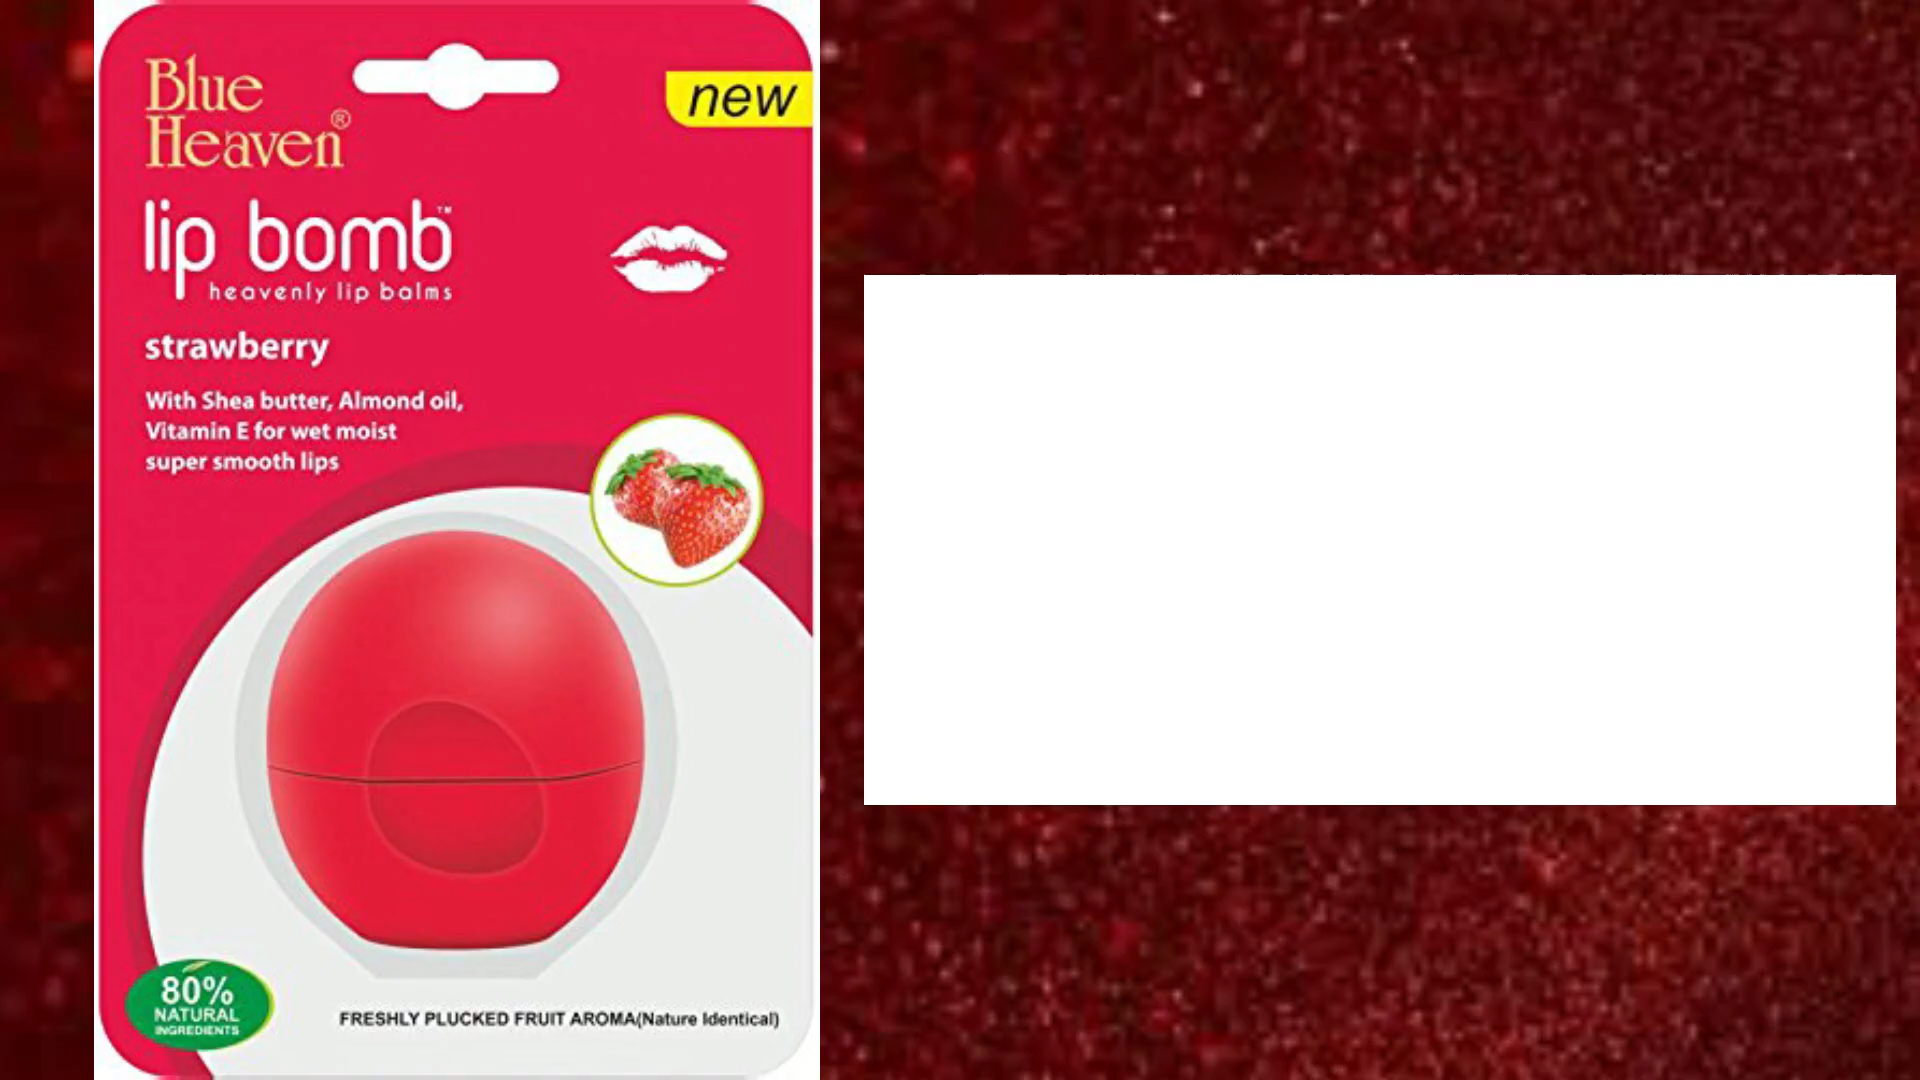 Blue
Heaven®
new
lip bomb™
heavenly lip balms
strawberry
With Shea butter, Almond oil,
Vitamin E for wet moist
super smooth lips
80%
NATURAL
INGREDIENTS
FRESHLY PLUCKED FRUIT AROMA(Nature Identical)